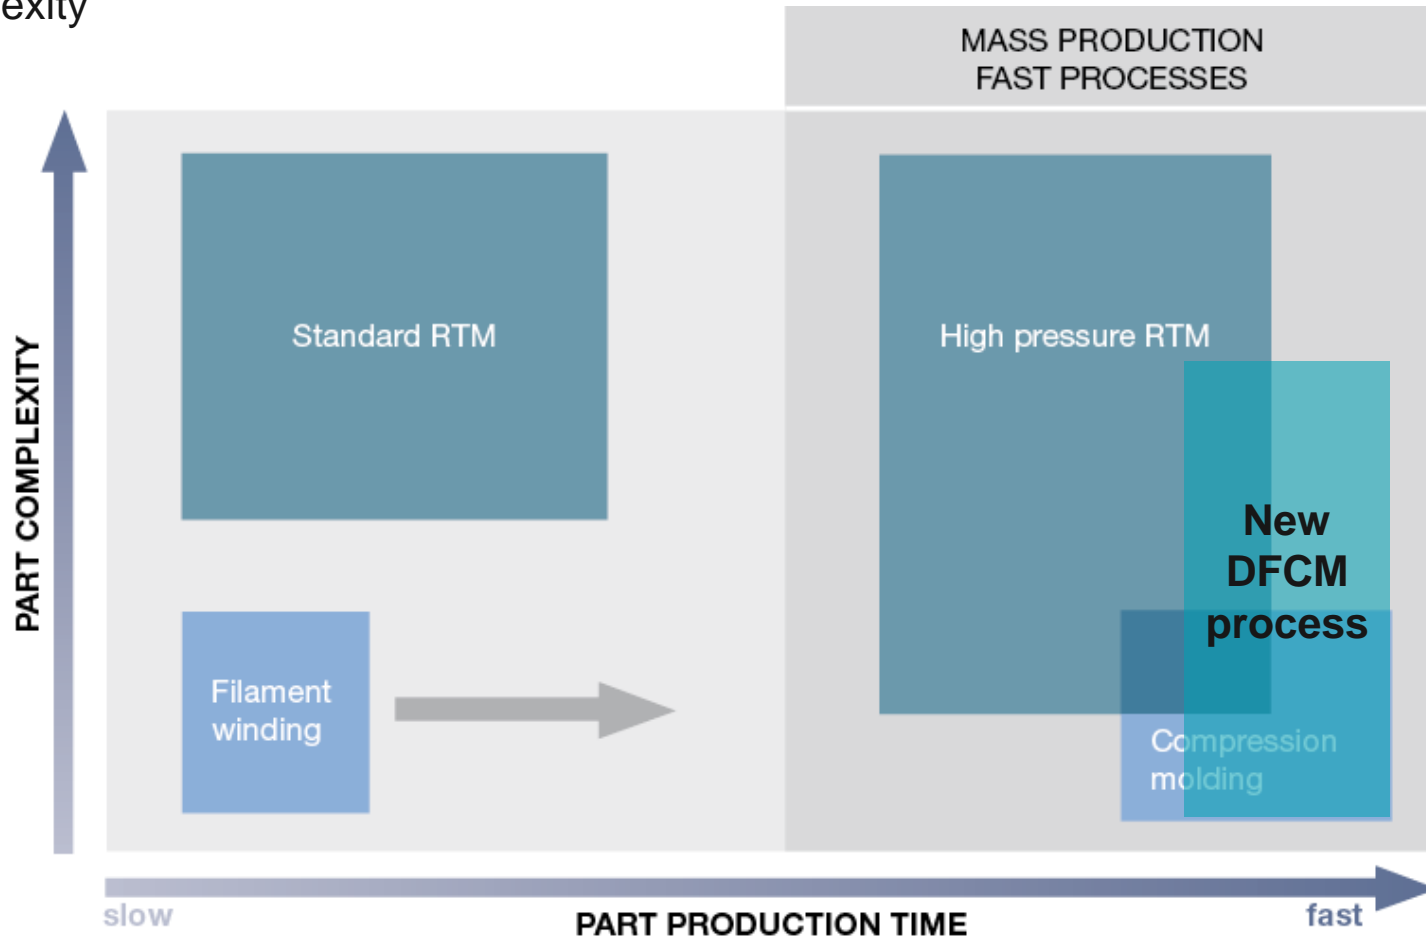 exity
MASS PRODUCTION
FAST PROCESSES
PART COMPLEXITY
Standard RTM
High pressure RTM
New
DFCM
process
Filament
winding
Compression
molding
slow
PART PRODUCTION TIME
fast